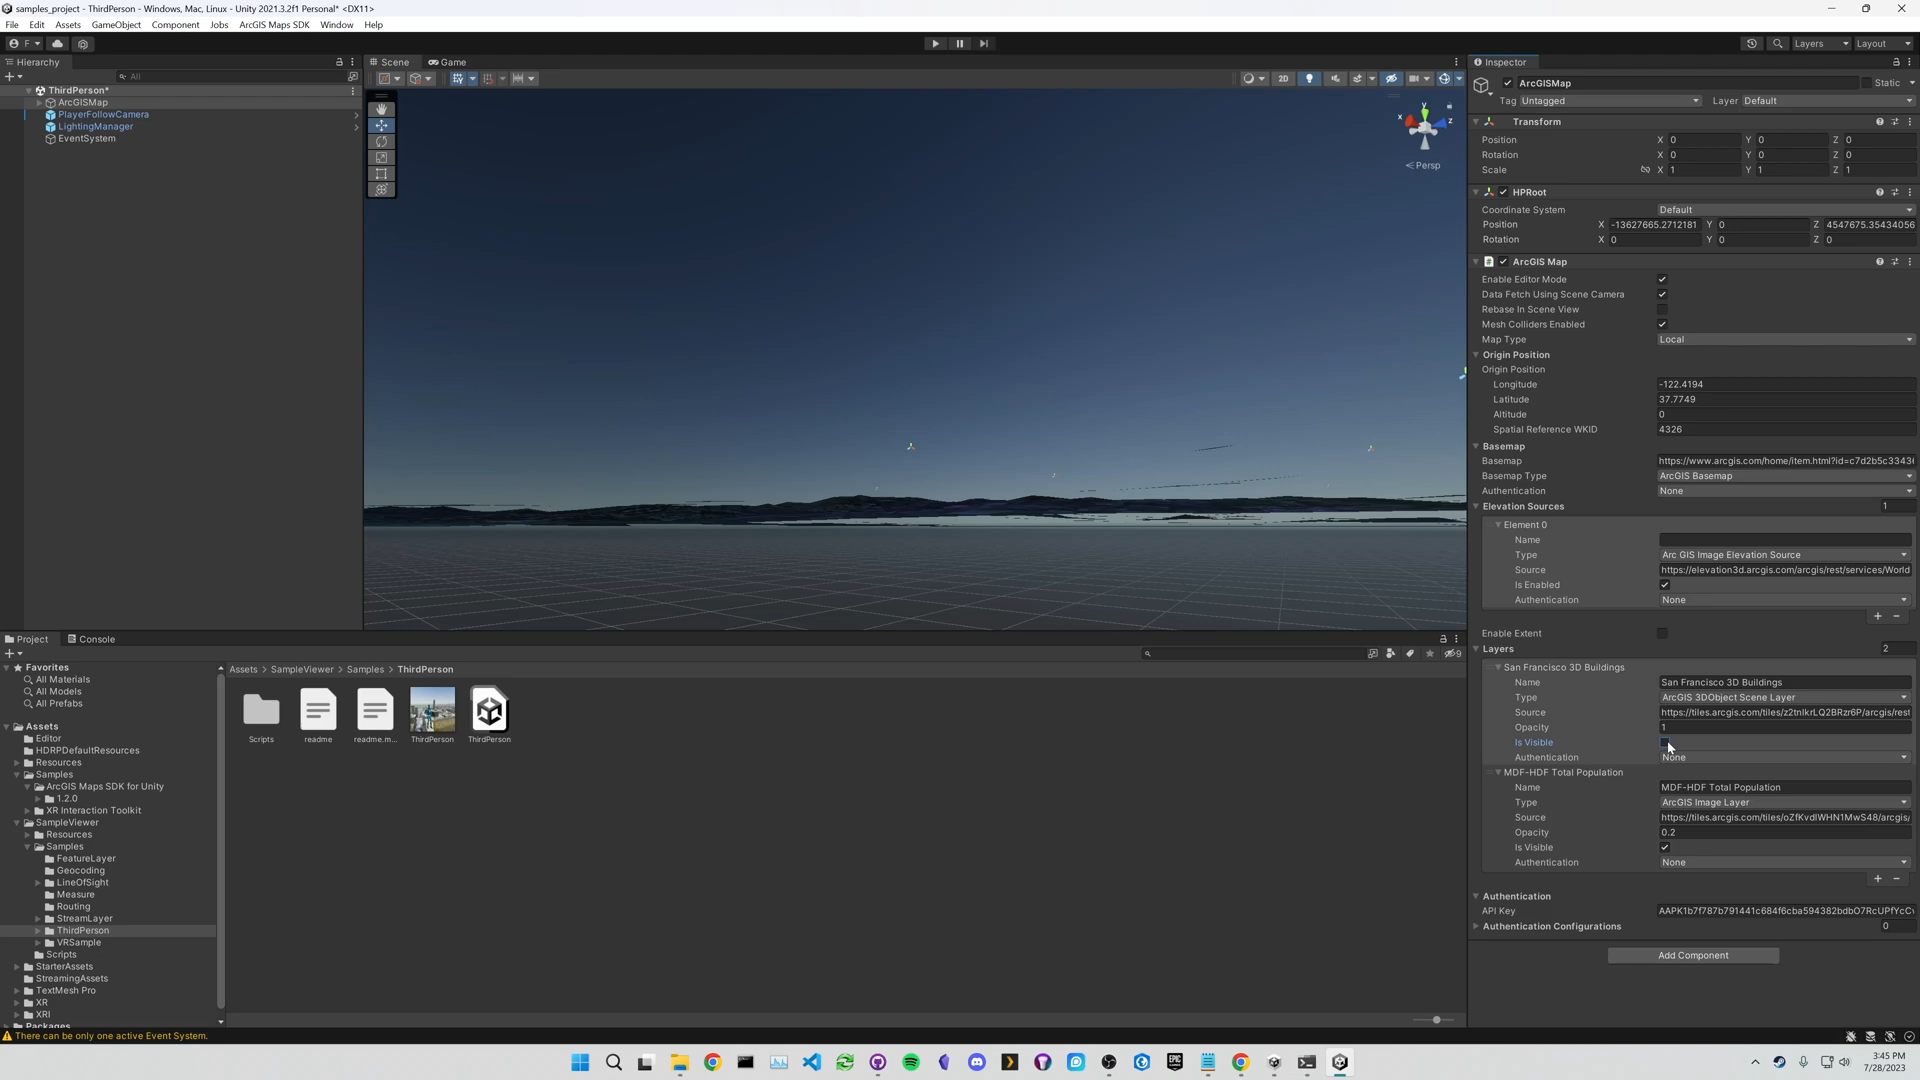 samples_project - ThirdPerson - Windows, Mac, Linux - Unity 2021.3.2f1 Personal* <DX11>
File Edit Assets GameObject Component Jobs ArcGIS Maps SDK Window Help
F
Layers
Layout
Hierarchy
All
ThirdPerson*
ArcGISMap
PlayerFollowCamera
LightingManager
EventSystem
Scene
Game
2D
y
x
z
Persp
Inspector
ArcGISMap
Static
Tag Untagged
Layer Default
Transform
Position X 0 Y 0 Z 0
Rotation X 0 Y 0 Z 0
Scale X 1 Y 1 Z 1
HPRoot
Coordinate System Default
Position X -13627665.2712181 Y 0 Z 4547675.35434056
Rotation X 0 Y 0 Z 0
ArcGIS Map
Enable Editor Mode
Data Fetch Using Scene Camera
Rebase In Scene View
Mesh Colliders Enabled
Map Type Local
Origin Position
Origin Position
Longitude -122.4194
Latitude 37.7749
Altitude 0
Spatial Reference WKID 4326
Basemap
Basemap https://www.arcgis.com/home/item.html?id=c7d2b5c33436
Basemap Type ArcGIS Basemap
Authentication None
Elevation Sources 1
Element 0
Name
Type Arc GIS Image Elevation Source
Source https://elevation3d.arcgis.com/arcgis/rest/services/World
Is Enabled
Authentication None
Enable Extent
Layers 2
San Francisco 3D Buildings
Name San Francisco 3D Buildings
Type ArcGIS 3DObject Scene Layer
Source https://tiles.arcgis.com/tiles/z2tnIkrLQ2BRzr6P/arcgis/rest
Opacity 1
Is Visible
Authentication None
MDF-HDF Total Population
Name MDF-HDF Total Population
Type ArcGIS Image Layer
Source https://tiles.arcgis.com/tiles/oZfKvdlWHN1MwS48/arcgis/
Opacity 0.2
Is Visible
Authentication None
Authentication
API Key AAPK1b7f787b791441c684f6cba594382bdbO7RcUPfYcC
Authentication Configurations 0
Add Component
Project
Console
9
Favorites
All Materials
All Models
All Prefabs
Assets
Editor
HDRPDefaultResources
Resources
Samples
ArcGIS Maps SDK for Unity
1.2.0
XR Interaction Toolkit
SampleViewer
Resources
Samples
FeatureLayer
Geocoding
LineOfSight
Measure
Routing
StreamLayer
ThirdPerson
VRSample
Scripts
StarterAssets
StreamingAssets
TextMesh Pro
XR
XRI
Packages
Assets > SampleViewer > Samples > ThirdPerson
Scripts
readme
readme.m...
ThirdPerson
ThirdPerson
There can be only one active Event System.
EPIC GAMES
3:45 PM
7/28/2023